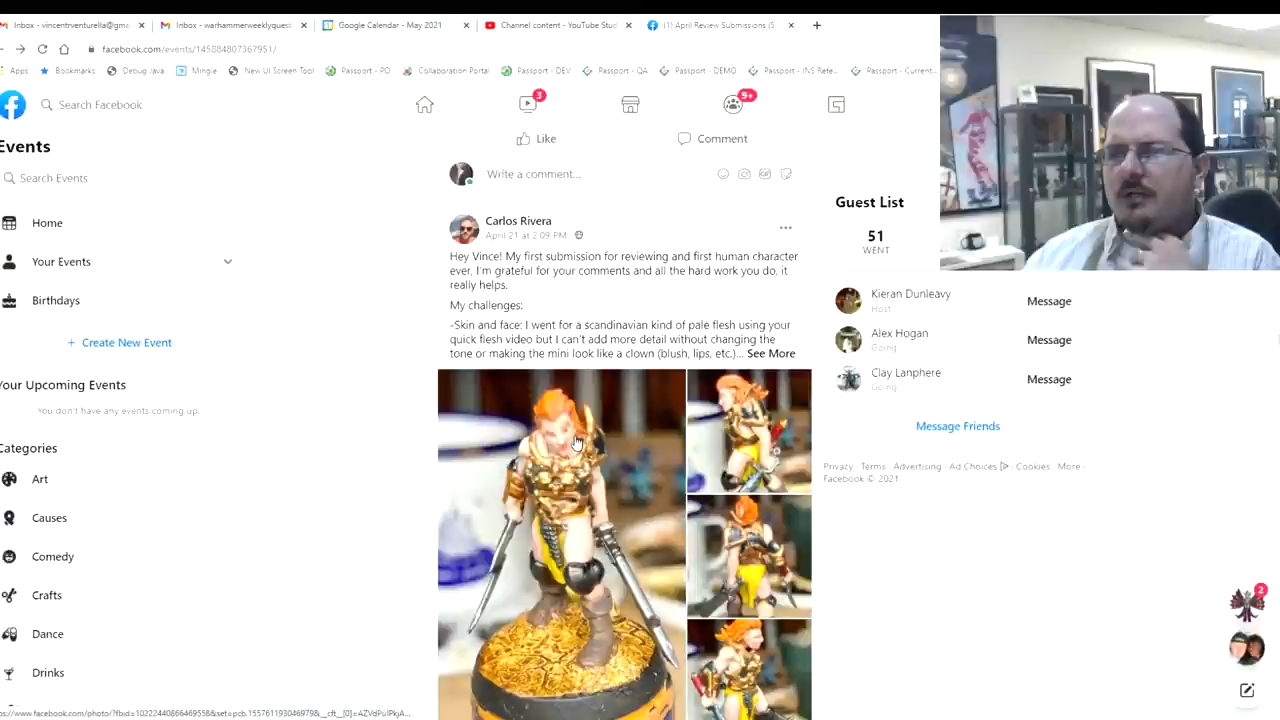 Inbox - vincentrventurella@gma
Inbox - warhammerweeklyques
Google Calendar - May 2021
Channel content - YouTube Stud
(1) April Review Submissions (S
facebook.com/events/145884807367951/
Apps
Bookmarks
Debug Java
Mingle
New UI Screen Tool
Passport - PO
Collaboration Portal
Passport - DEV
Passport - QA
Passport - DEMO
Passport - INS Refe...
Passport - Current...
Search Facebook
3
9+
Events
Search Events
Home
Your Events
Birthdays
+ Create New Event
Your Upcoming Events
You don't have any events coming up.
Categories
Art
Causes
Comedy
Crafts
Dance
Drinks
Like
Comment
Write a comment...
Carlos Rivera
April 21 at 2:09 PM
Hey Vince! My first submission for reviewing and first human character
ever, I'm grateful for your comments and all the hard work you do, it
really helps.
My challenges:
-Skin and face: I went for a scandinavian kind of pale flesh using your
quick flesh video but I can't add more detail without changing the
tone or making the mini look like a clown (blush, lips, etc.)... See More
Guest List
51
WENT
Kieran Dunleavy
Host
Message
Alex Hogan
Going
Message
Clay Lanphere
Going
Message
Message Friends
Privacy · Terms · Advertising · Ad Choices · Cookies · More ·
Facebook © 2021
2